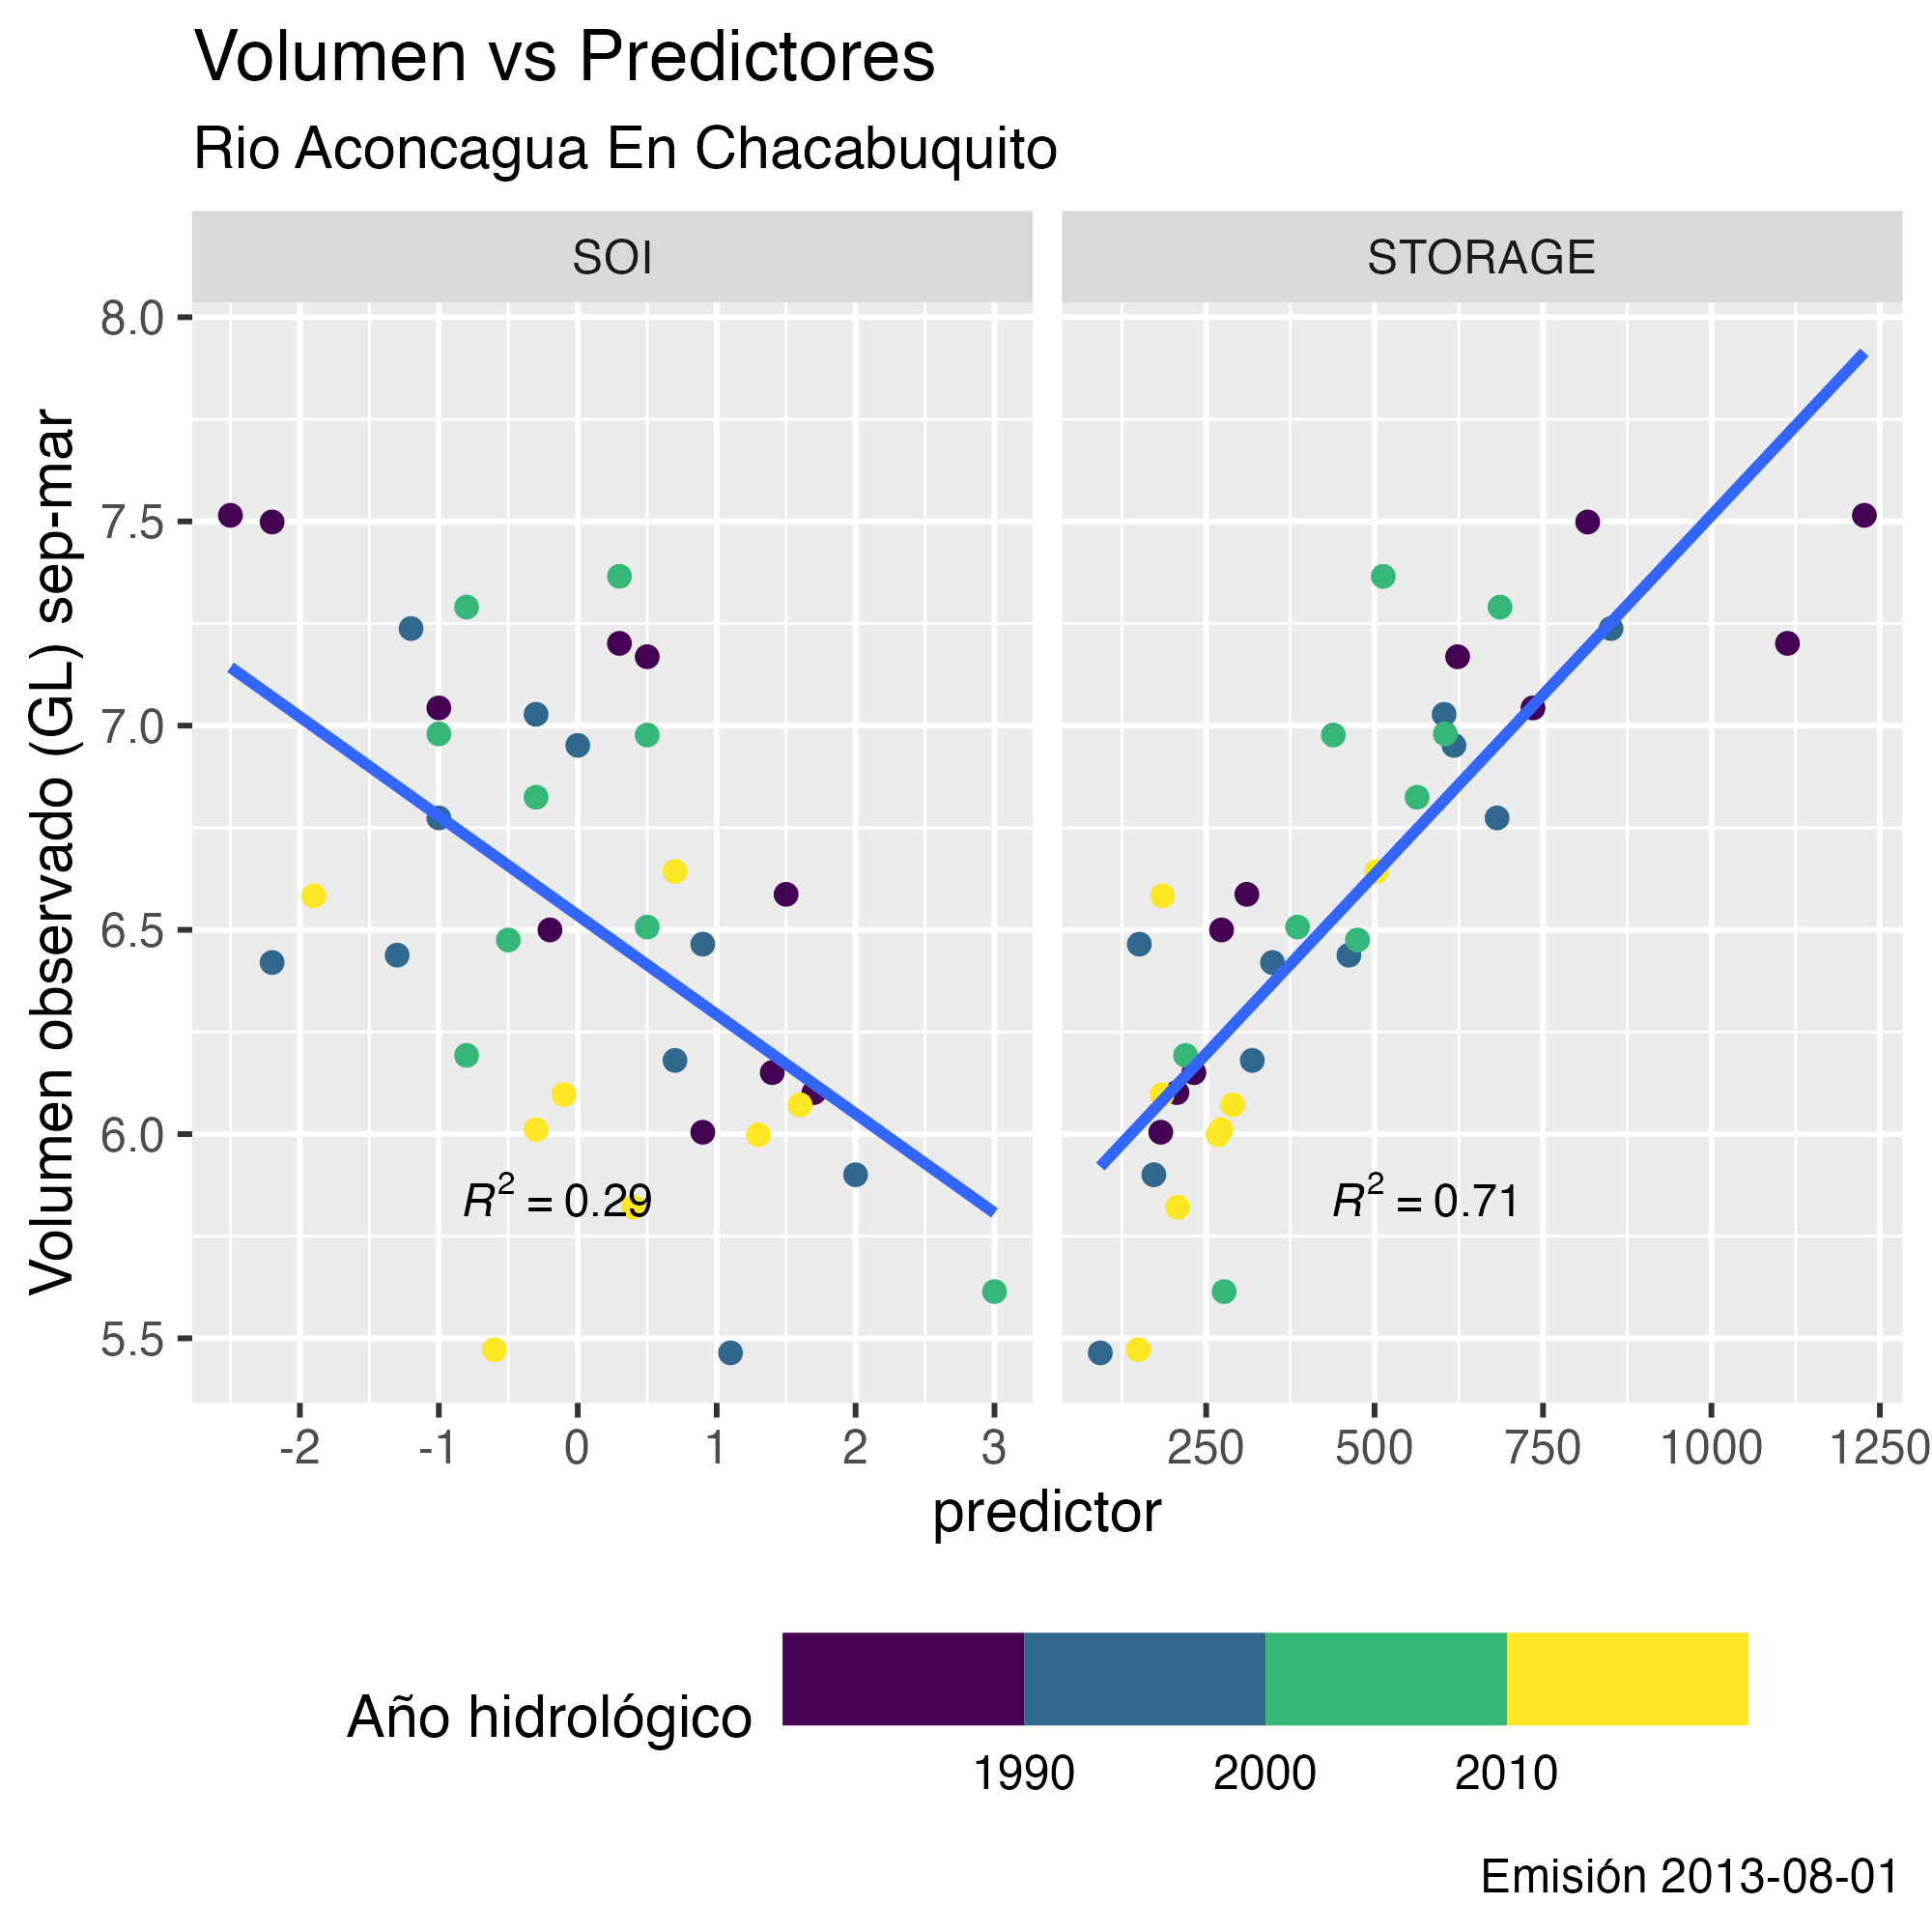 Volumen vs Predictores
Rio Aconcagua En Chacabuquito
SOI
STORAGE
Volumen observado (GL) sep-mar
8.0
7.5
7.0
6.5
6.0
5.5
R² = 0.29
R² = 0.71
-2 -1 0 1 2 3
250 500 750 1000 1250
predictor
Año hidrológico
1990 2000 2010
Emisión 2013-08-01